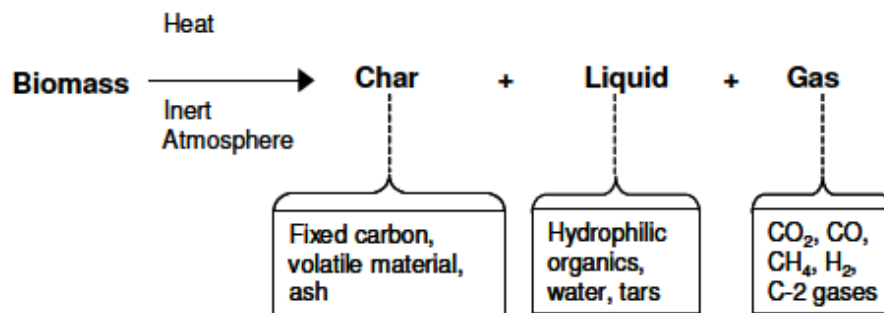 Heat
Biomass Char + Liquid + Gas
Inert
Atmosphere
Fixed carbon,
volatile material,
ash
Hydrophilic
organics,
water, tars
CO₂, CO,
CH₄, H₂,
C-2 gases